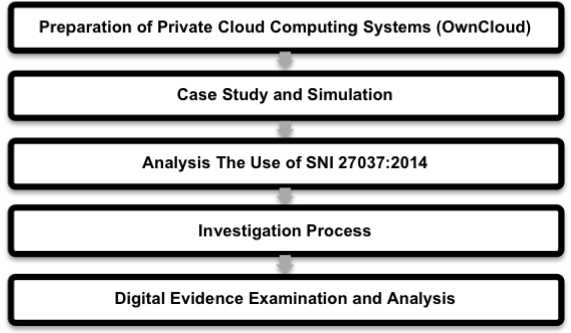 Preparation of Private Cloud Computing Systems (OwnCloud)
Case Study and Simulation
Analysis The Use of SNI 27037:2014
Investigation Process
Digital Evidence Examination and Analysis